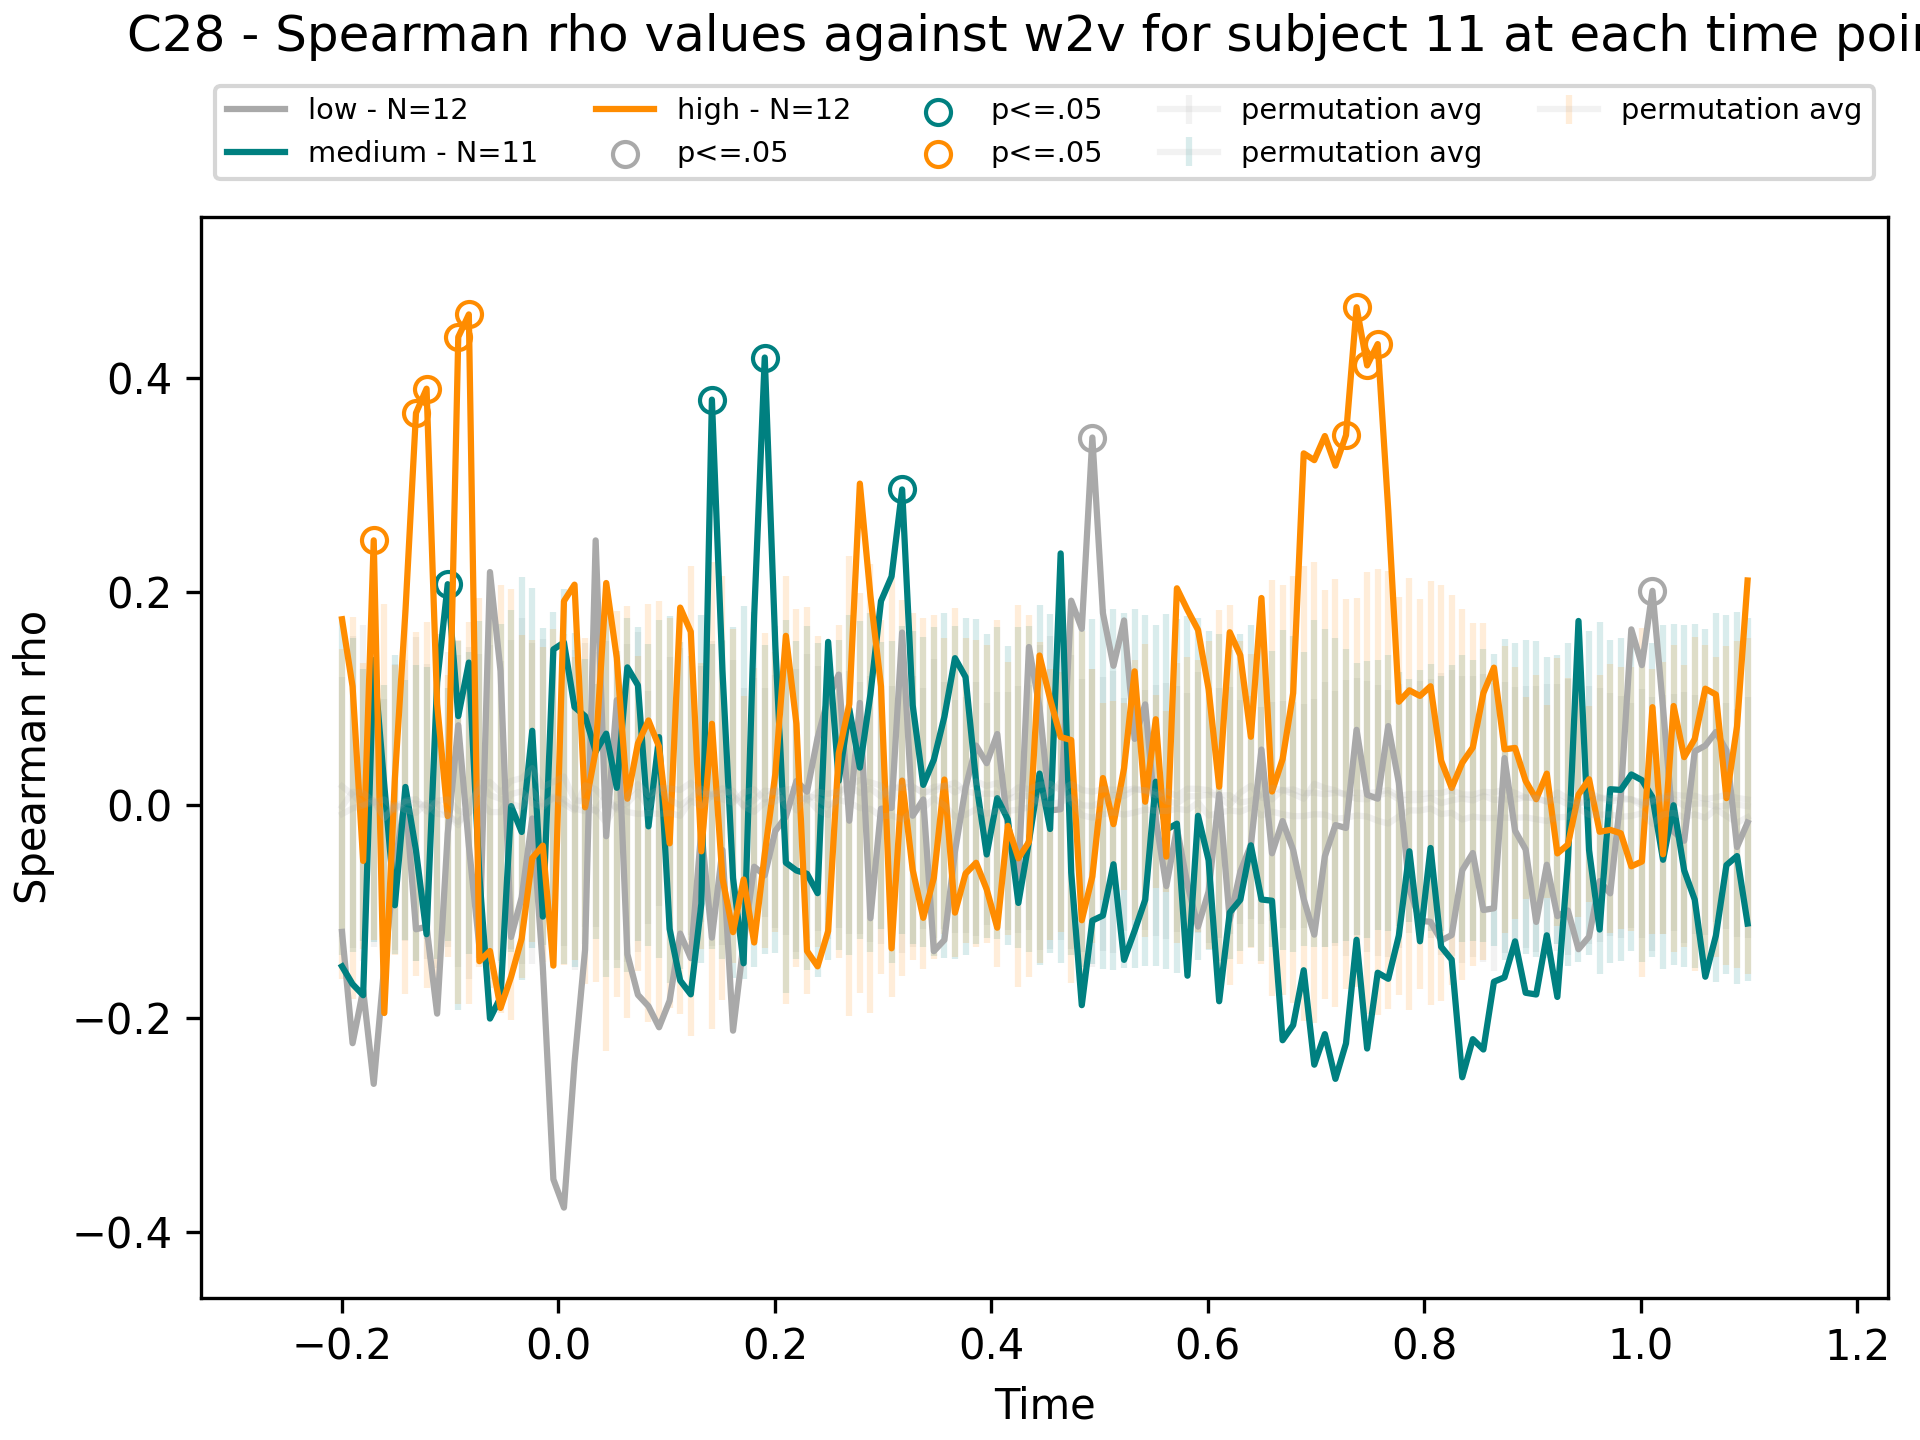 C28 - Spearman rho values against w2v for subject 11 at each time poi
low - N=12 high - N=12 p<=.05 permutation avg permutation avg
medium - N=11 p<=.05 p<=.05 permutation avg
Spearman rho
0.4
0.2
0.0
−0.2
−0.4
−0.2 0.0 0.2 0.4 0.6 0.8 1.0 1.2
Time